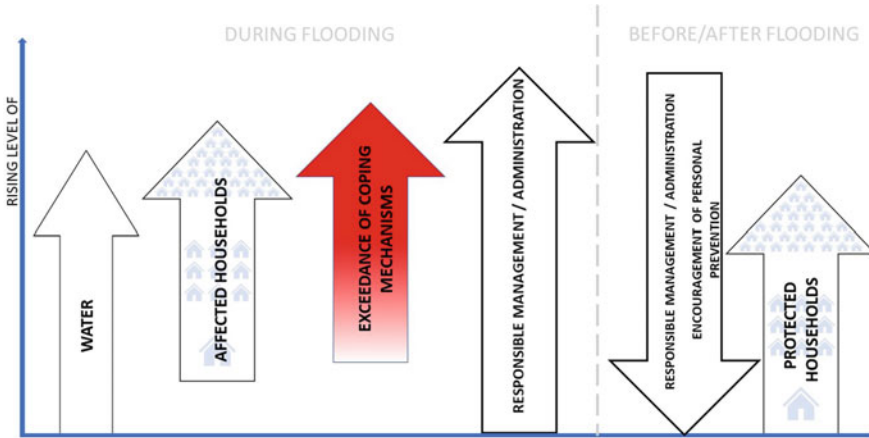 DURING FLOODING
BEFORE/AFTER FLOODING
RISING LEVEL OF
WATER
AFFECTED HOUSEHOLDS
EXCEEDANCE OF COPING
MECHANISMS
RESPONSIBLE MANAGEMENT / ADMINISTRATION
RESPONSIBLE MANAGEMENT / ADMINISTRATION
ENCOURAGEMENT OF PERSONAL
PREVENTION
PROTECTED
HOUSEHOLDS